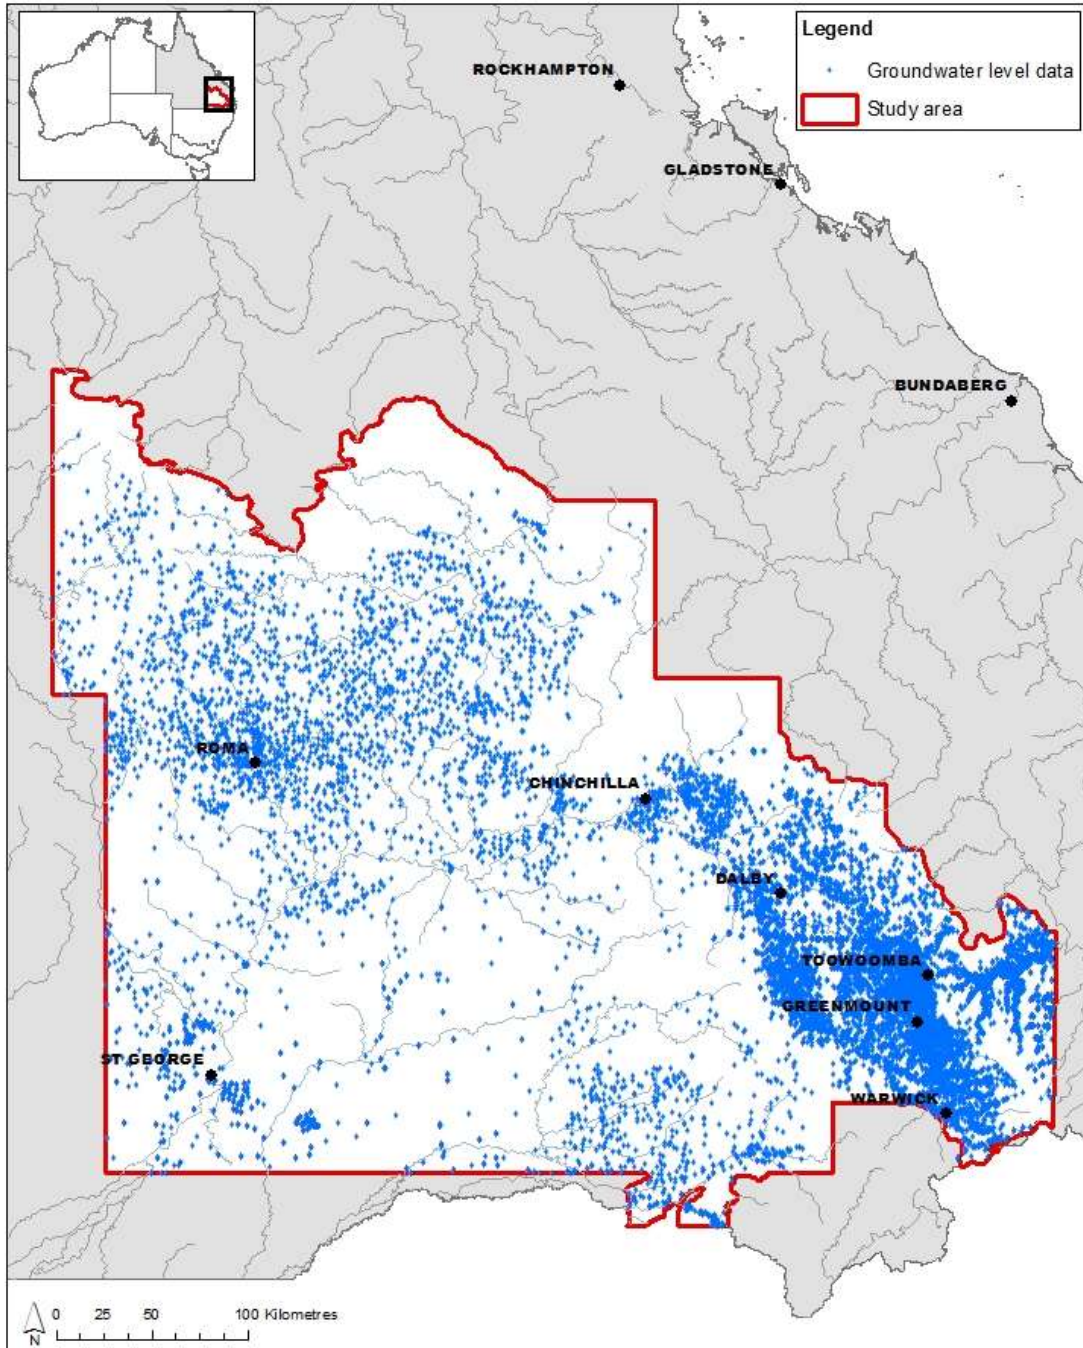 Legend
Groundwater level data
Study area
ROCKHAMPTON
GLADSTONE
BUNDABERG
ROMA
CHINCHILLA
DALBY
TOOWOOMBA
GREENMOUNT
ST GEORGE
WARWICK
N
0 25 50 100 Kilometres